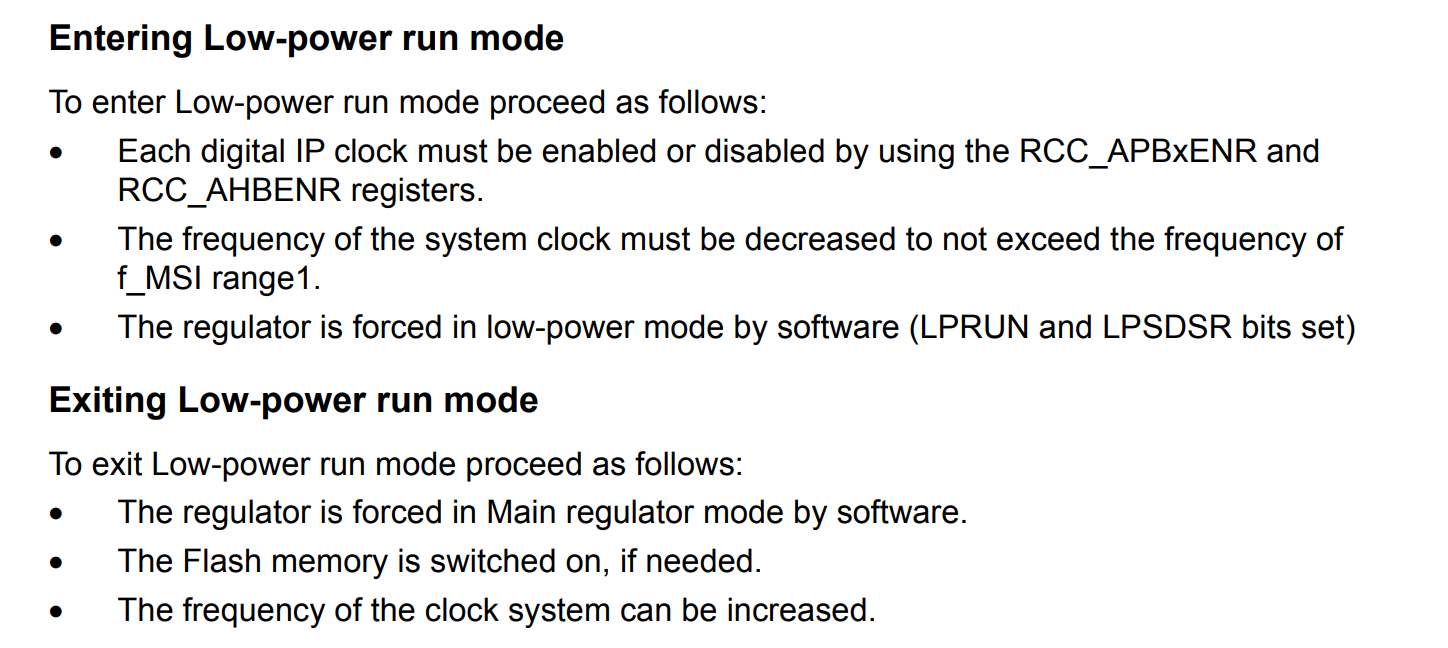 Entering Low-power run mode
To enter Low-power run mode proceed as follows:
• Each digital IP clock must be enabled or disabled by using the RCC_APBxENR and
RCC_AHBENR registers.
• The frequency of the system clock must be decreased to not exceed the frequency of
f_MSI range1.
• The regulator is forced in low-power mode by software (LPRUN and LPSDSR bits set)
Exiting Low-power run mode
To exit Low-power run mode proceed as follows:
• The regulator is forced in Main regulator mode by software.
• The Flash memory is switched on, if needed.
• The frequency of the clock system can be increased.